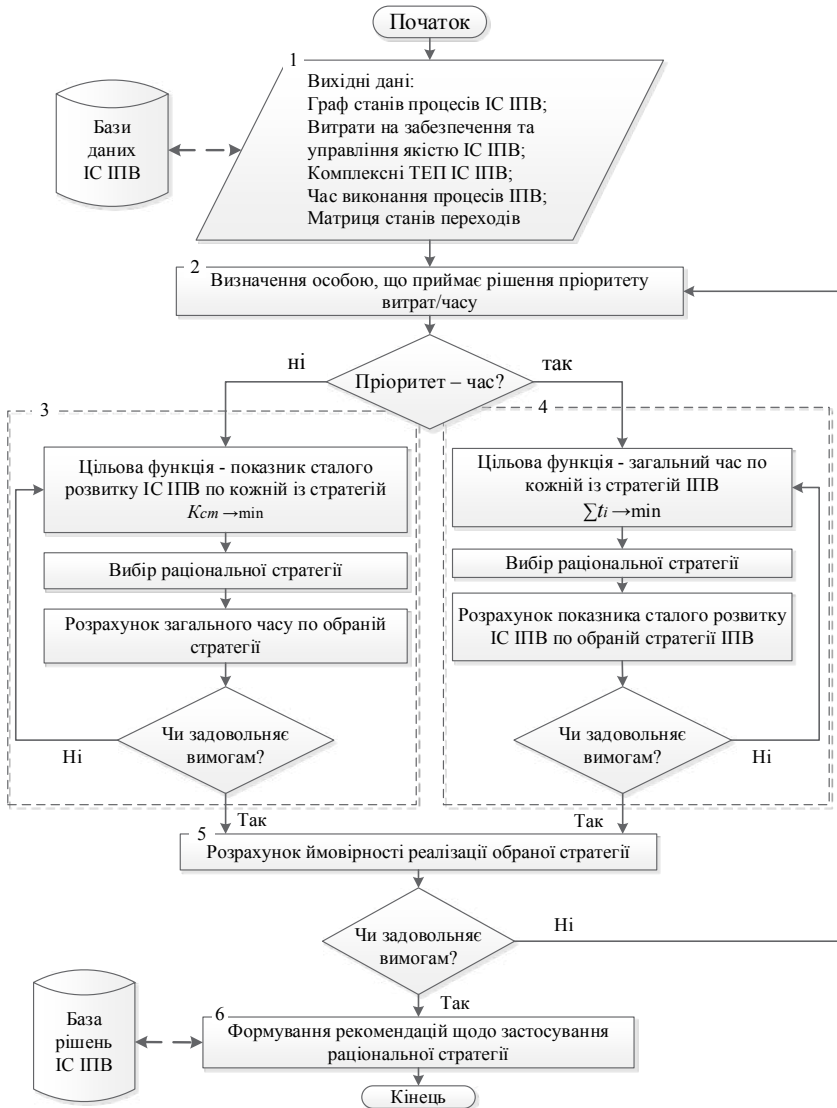 Початок
1
Вихідні дані:
Граф станів процесів ІС ІПВ;
Витрати на забезпечення та
управління якістю ІС ІПВ;
Комплексні ТЕП ІС ІПВ;
Час виконання процесів ІПВ;
Матриця станів переходів
Бази
даних
ІС ІПВ
2
Визначення особою, що приймає рішення пріоритету
витрат/часу
ні
Пріоритет – час?
так
3
Цільова функція - показник сталого
розвитку ІС ІПВ по кожній із стратегій
Kcm →min
Вибір раціональної стратегії
Розрахунок загального часу по обраній
стратегії
Чи задовольняє
вимогам?
Ні
Так
4
Цільова функція - загальний час по
кожній із стратегій ІПВ
∑ti →min
Вибір раціональної стратегії
Розрахунок показника сталого розвитку
ІС ІПВ по обраній стратегії ІПВ
Чи задовольняє
вимогам?
Ні
Так
5
Розрахунок ймовірності реалізації обраної стратегії
Чи задовольняє
вимогам?
Ні
Так
База
рішень
ІС ІПВ
6
Формування рекомендацій щодо застосування
раціональної стратегії
Кінець